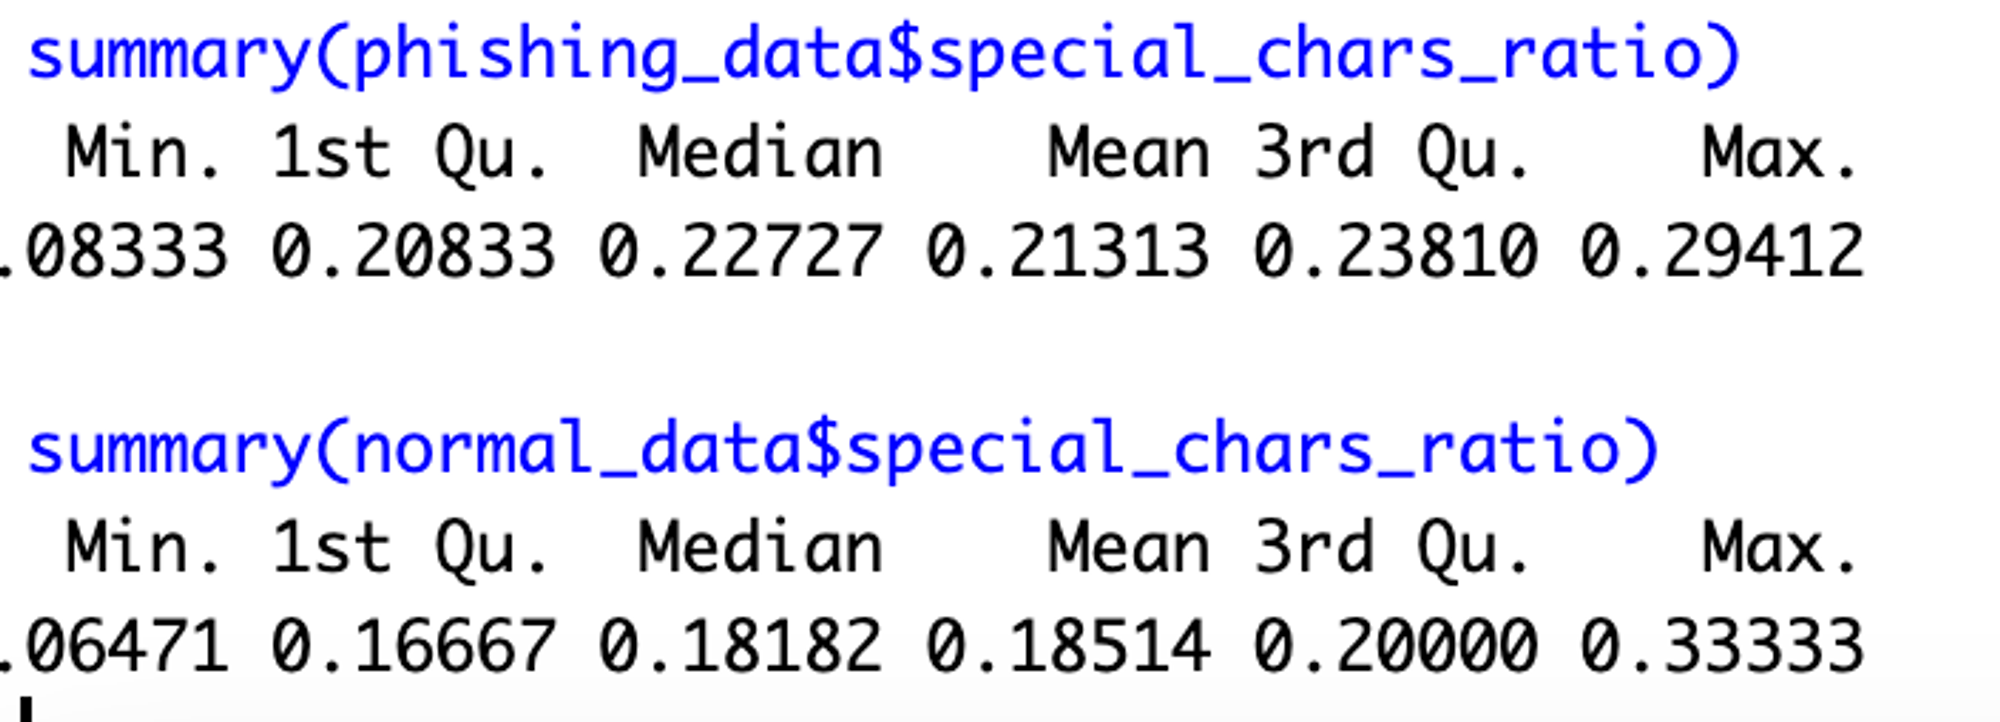 summary(phishing_data$special_chars_ratio)
Min. 1st Qu. Median Mean 3rd Qu. Max.
.08333 0.20833 0.22727 0.21313 0.23810 0.29412
summary(normal_data$special_chars_ratio)
Min. 1st Qu. Median Mean 3rd Qu. Max.
.06471 0.16667 0.18182 0.18514 0.20000 0.33333